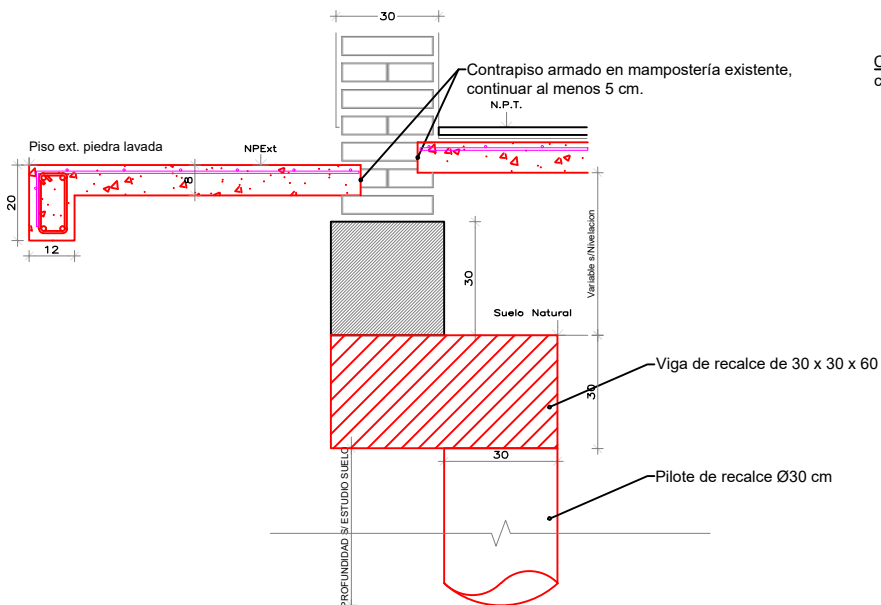 30
Contrapiso armado en mampostería existente,
continuar al menos 5 cm.
N.P.T.
Piso ext. piedra lavada
NPExt
8
20
12
30
Variable s/Nivelacion
Suelo Natural
Viga de recalce de 30 x 30 x 60
30
30
Pilote de recalce Ø30 cm
PROFUNDIDAD S/ ESTUDIO SUELO